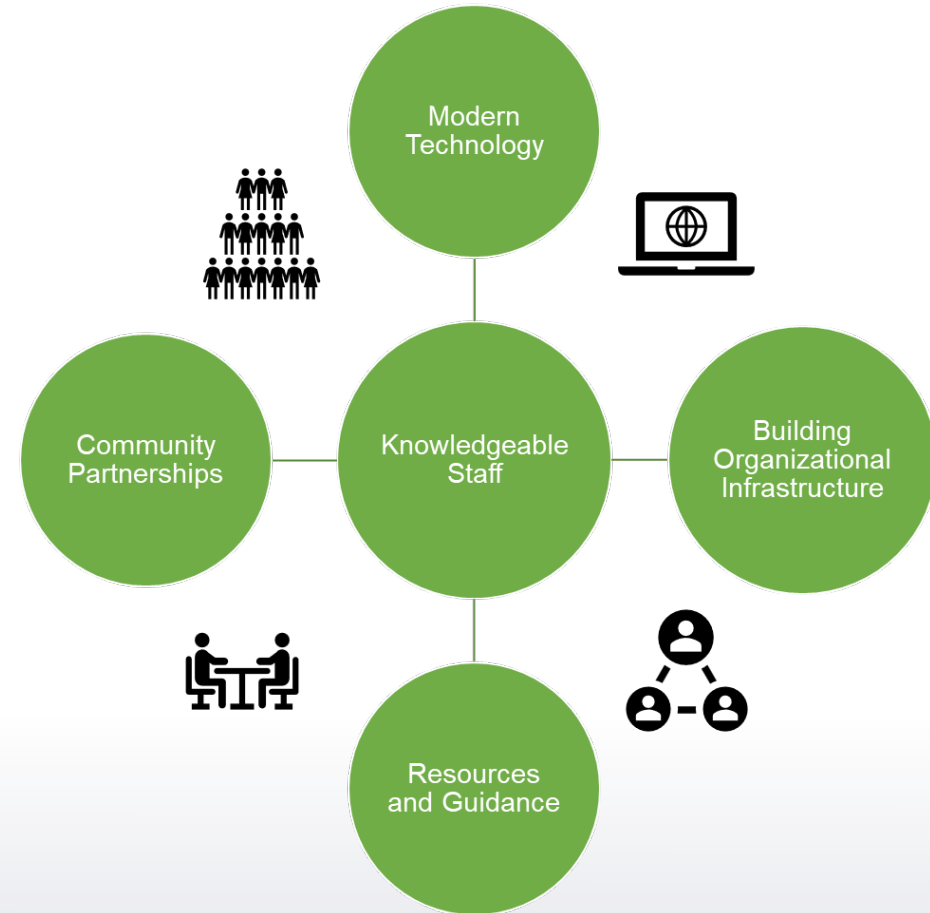 Modern
Technology
Community
Partnerships
Knowledgeable
Staff
Building
Organizational
Infrastructure
Resources
and Guidance